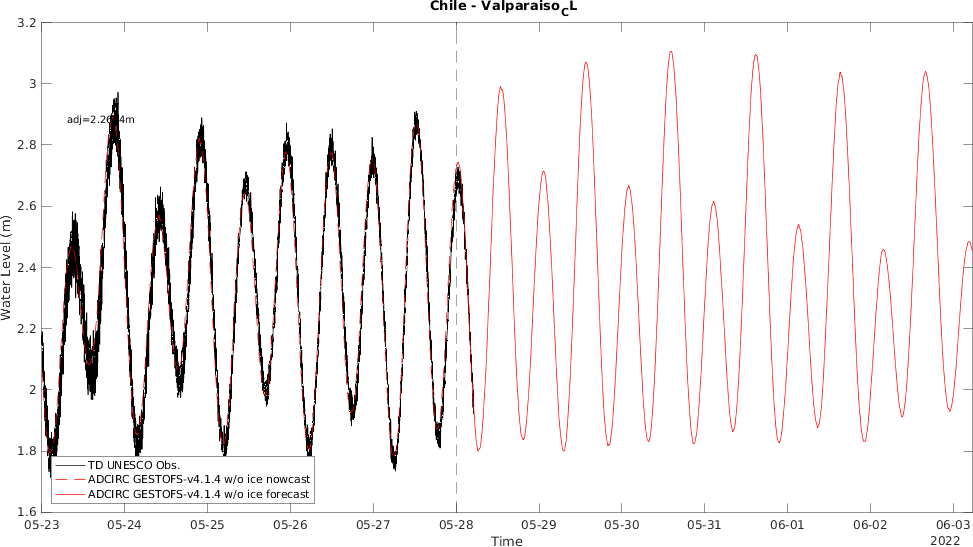 Chile - Valparaiso_CL
3.2
3
2.8
2.6
2.4
2.2
2
1.8
1.6
Water Level (m)
TD UNESCO Obs.
ADCIRC GESTOFS-v4.1.4 w/o ice nowcast
ADCIRC GESTOFS-v4.1.4 w/o ice forecast
05-23 05-24 05-25 05-26 05-27 05-28 05-29 05-30 05-31 06-01 06-02 06-03
Time
2022